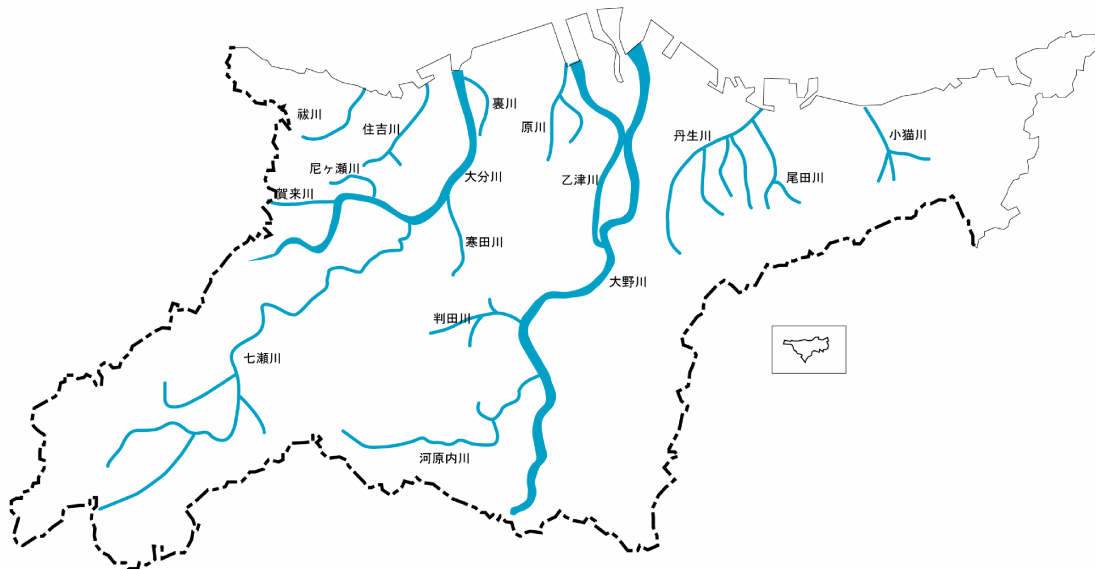 祓川
住吉川
裏川
原川
丹生川
小猫川
尼ヶ瀬川
大分川
乙津川
尾田川
賀来川
寒田川
大野川
判田川
七瀬川
河原内川